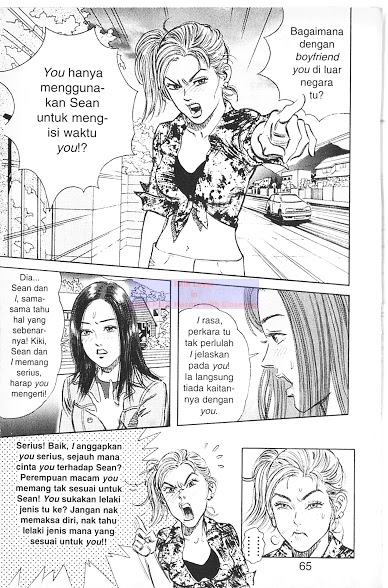 Bagaimana
dengan
boyfriend
you di luar
negara
tu?
You hanya
mengguna-
kan Sean
untuk meng-
isi waktu
you!?
Dia...
Sean dan
I, sama-
sama tahu
hal yang
sebenar-
nya! Kiki,
Sean dan
I memang
serius,
harap you
mengerti!
I rasa,
perkara tu
tak perlulah
I jelaskan
pada you!
Ia langsung
tiada kaitan-
nya dengan
you.
Serius! Baik, I anggapkan
you serius, sejauh mana
cinta you terhadap Sean?
Perempuan macam you
memang tak sesuai untuk
Sean! You sukakan lelaki
jenis tu ke? Jangan nak
memaksa diri, nak tahu
lelaki jenis mana yang
sesuai untuk you!!
65